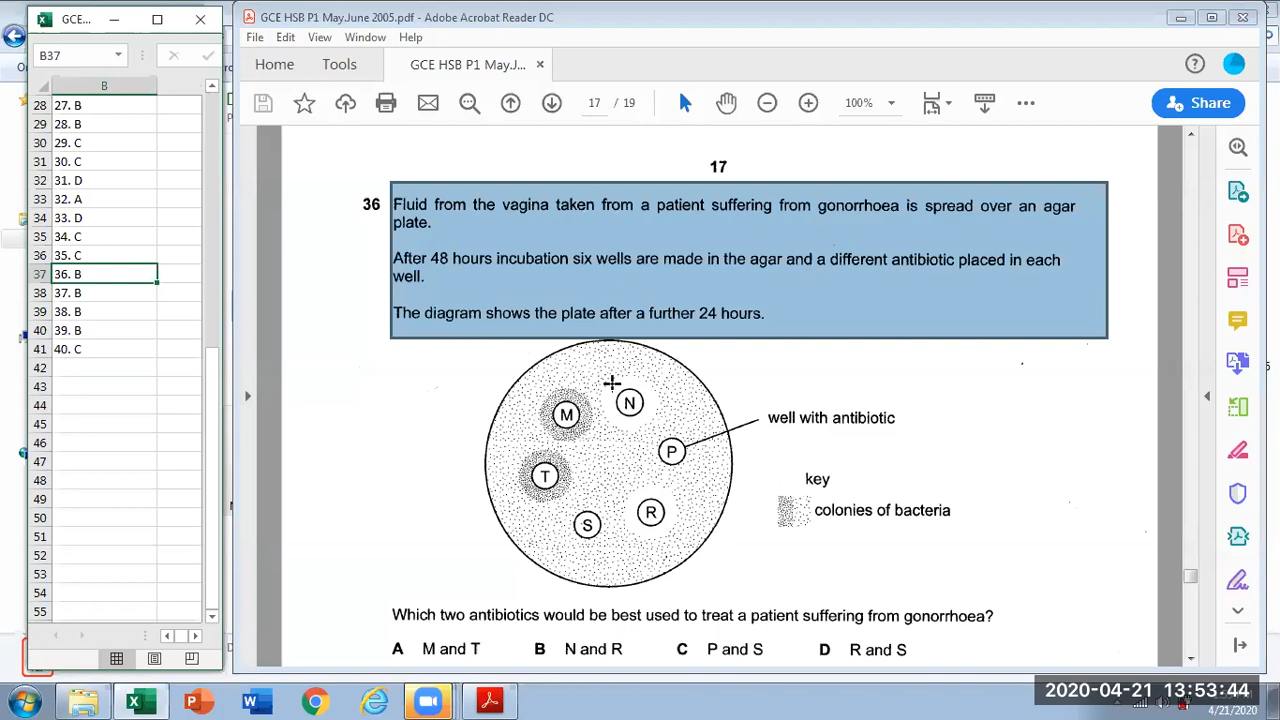 GCE...
GCE HSB P1 May.June 2005.pdf - Adobe Acrobat Reader DC
File Edit View Window Help
B37
Home Tools GCE HSB P1 May.J... ×
17 / 19
100%
Share
B
28 27. B
29 28. B
30 29. C
31 30. C
32 31. D
33 32. A
34 33. D
35 34. C
36 35. C
37 36. B
38 37. B
39 38. B
40 39. B
41 40. C
42
43
44
45
46
47
48
49
50
51
52
53
54
55
17
36 Fluid from the vagina taken from a patient suffering from gonorrhoea is spread over an agar
plate.
After 48 hours incubation six wells are made in the agar and a different antibiotic placed in each
well.
The diagram shows the plate after a further 24 hours.
M
N
P
T
R
S
well with antibiotic
key
colonies of bacteria
Which two antibiotics would be best used to treat a patient suffering from gonorrhoea?
A M and T B N and R C P and S D R and S
2020-04-21 13:53:44
4/21/2020